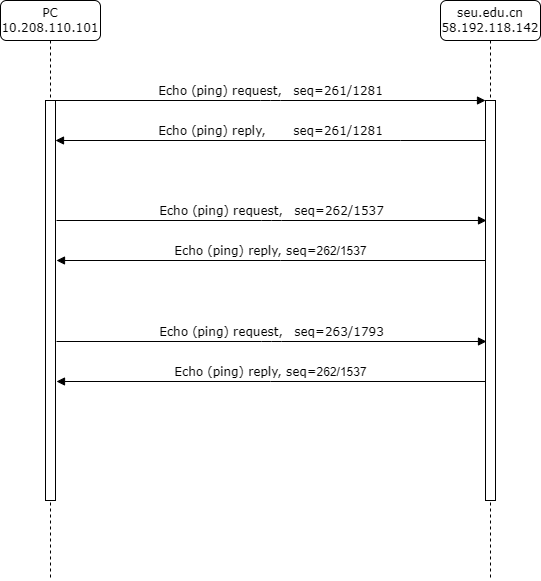 PC
10.208.110.101
seu.edu.cn
58.192.118.142
Echo (ping) request, seq=261/1281
Echo (ping) reply, seq=261/1281
Echo (ping) request, seq=262/1537
Echo (ping) reply, seq=262/1537
Echo (ping) request, seq=263/1793
Echo (ping) reply, seq=262/1537